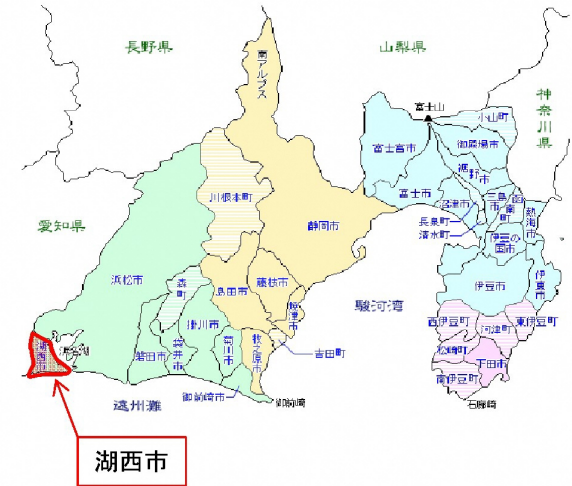 長野県
山梨県
神奈川県
愛知県
南アルプス
富士山
小山町
御殿場市
富士宮市
裾野市
富士市
沼津市
三島市
函南町
熱海市
長泉町
清水町
伊豆の国市
川根本町
静岡市
浜松市
森町
島田市
藤枝市
焼津市
駿河湾
伊豆市
伊東市
掛川市
菊川市
牧之原市
吉田町
磐田市
袋井市
御前崎市
御前崎
西伊豆町
河津町
東伊豆町
松崎町
下田市
南伊豆町
石廊崎
湖西市
浜名湖
遠州灘
湖西市